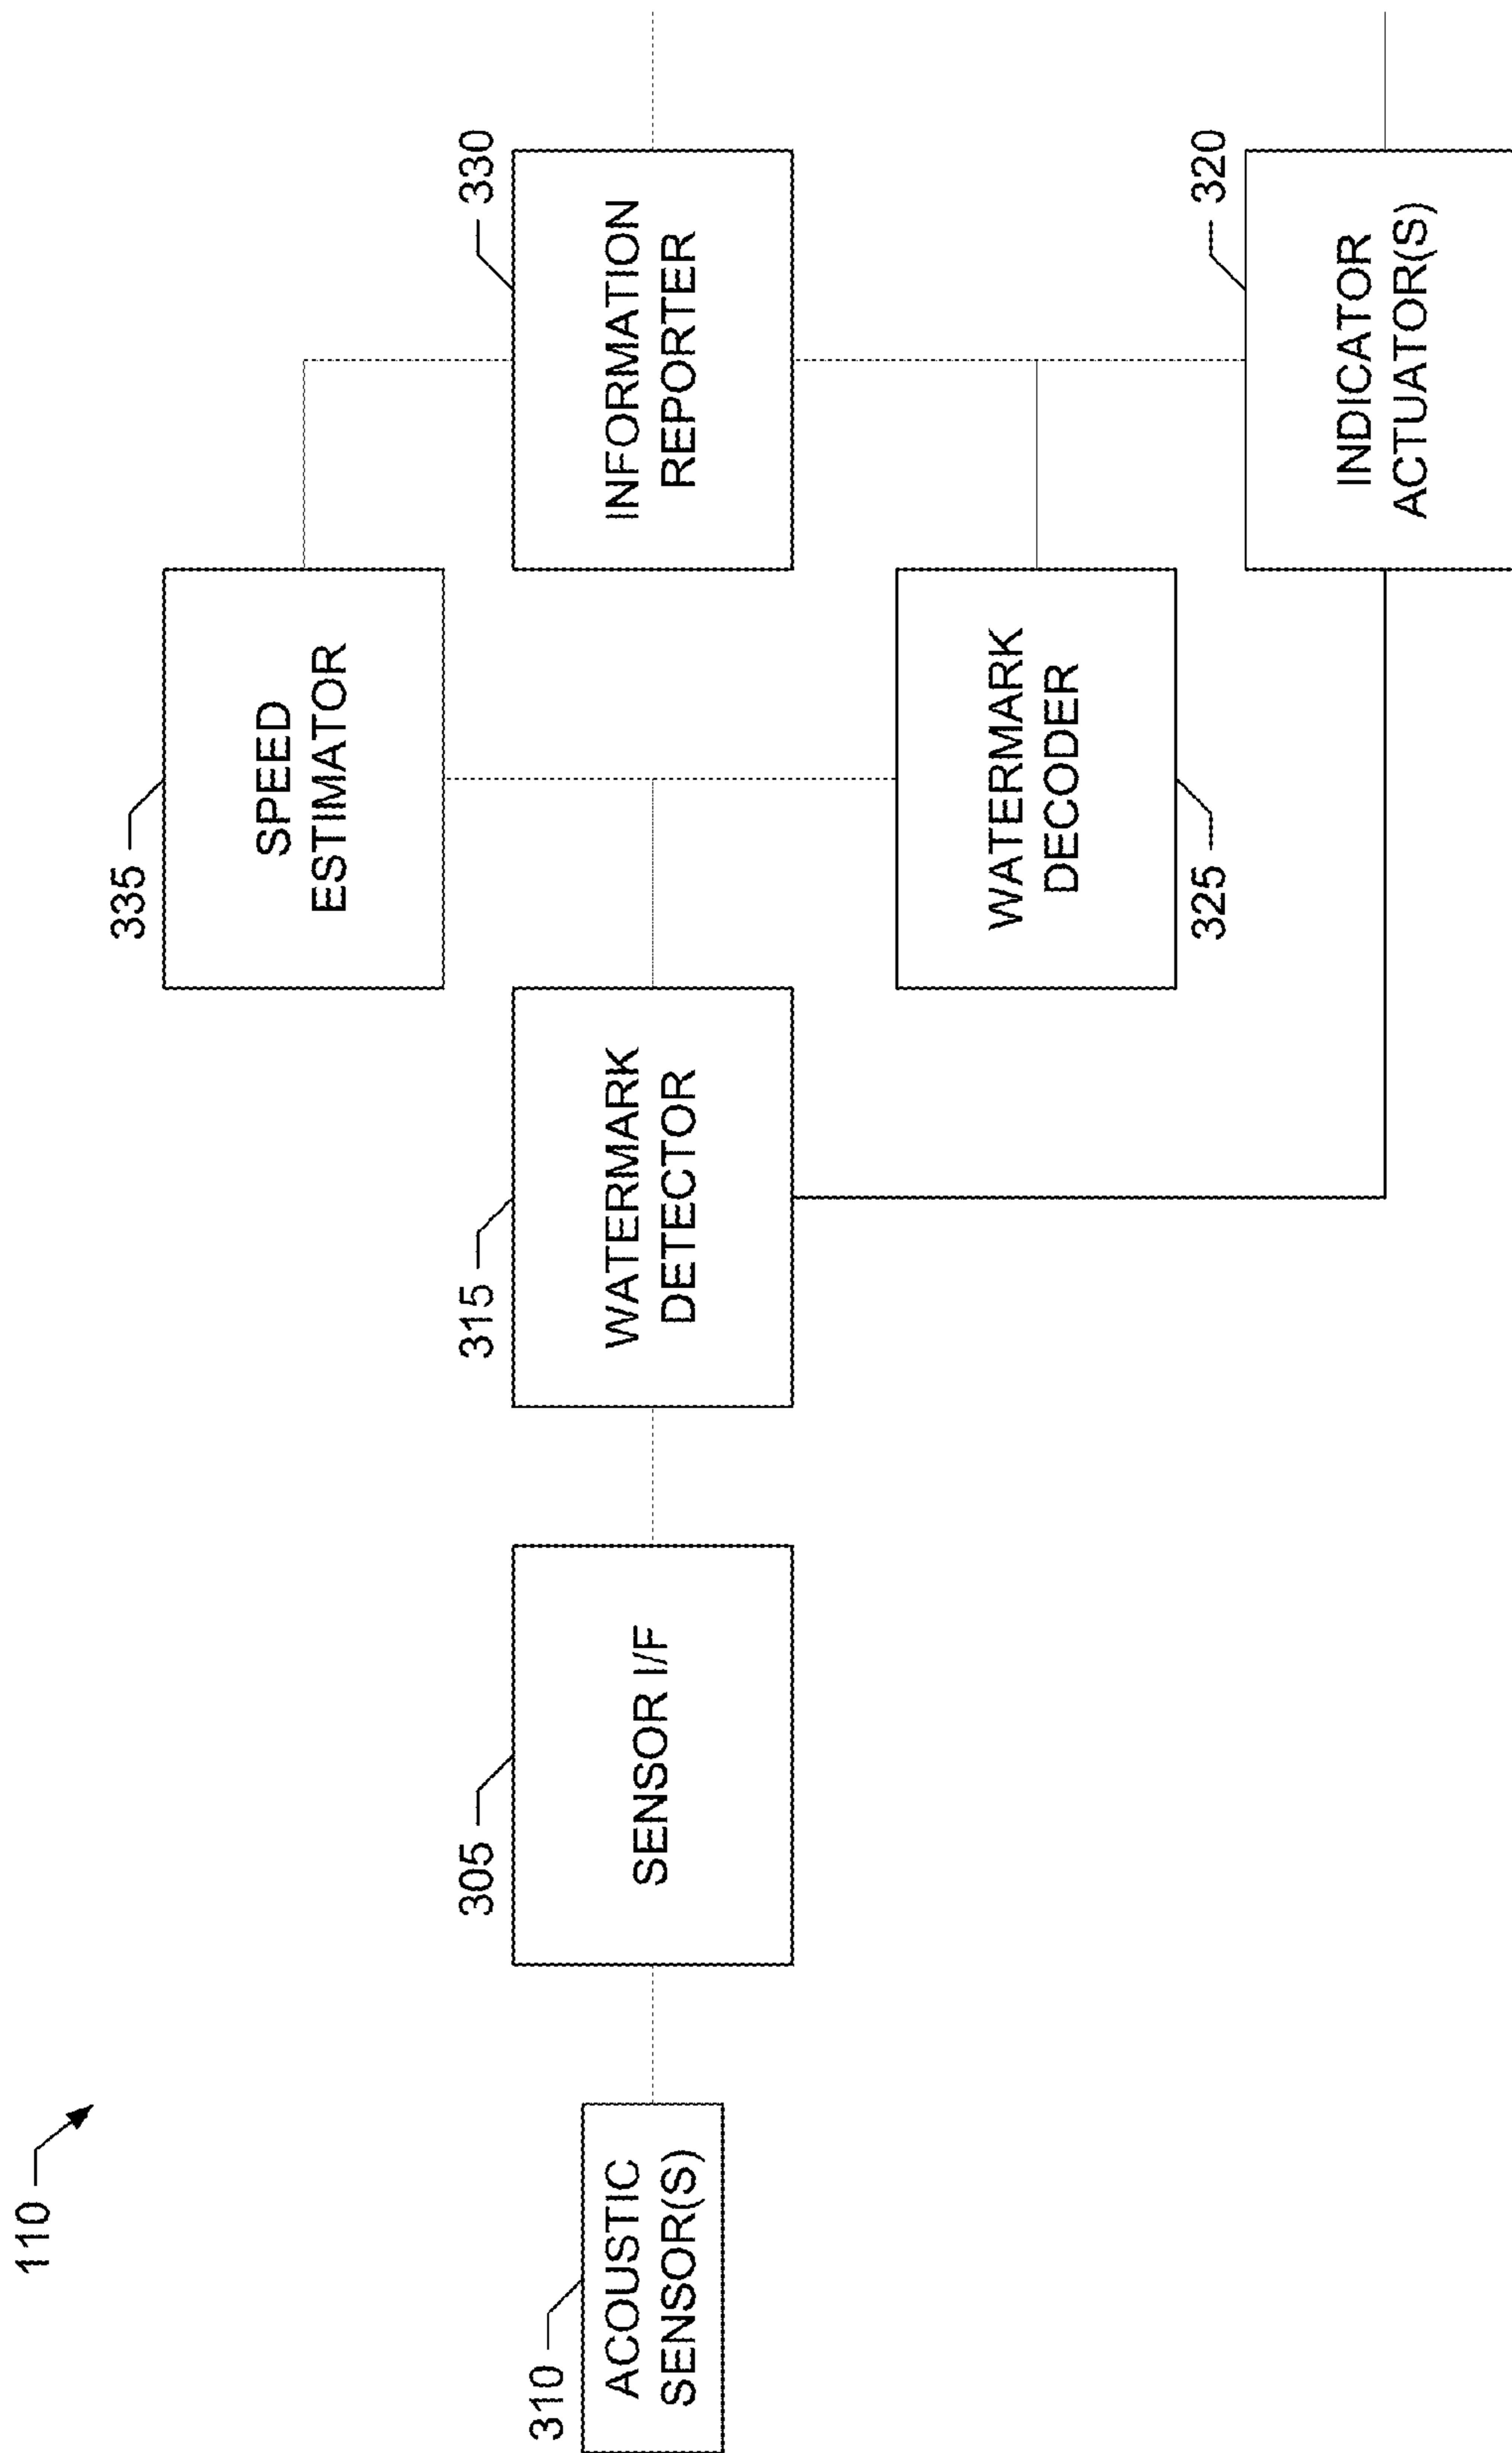 110
310
ACOUSTIC
SENSOR(S)
305
SENSOR I/F
315
WATERMARK
DETECTOR
335
SPEED
ESTIMATOR
WATERMARK
DECODER
325
330
INFORMATION
REPORTER
320
INDICATOR
ACTUATOR(S)